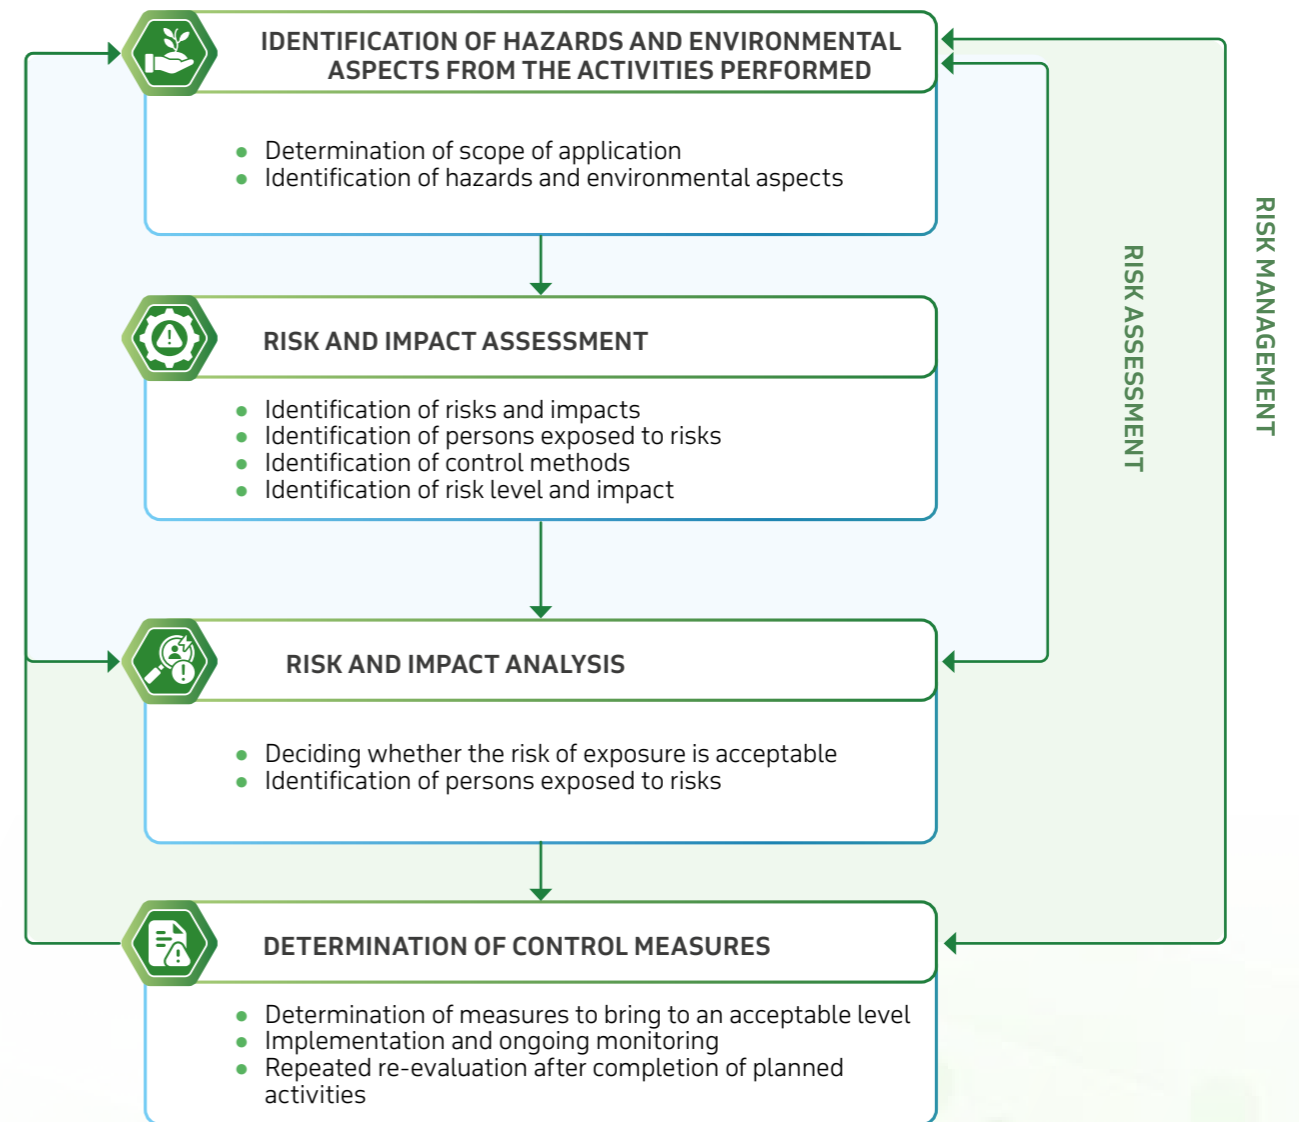 IDENTIFICATION OF HAZARDS AND ENVIRONMENTAL
ASPECTS FROM THE ACTIVITIES PERFORMED
Determination of scope of application
Identification of hazards and environmental aspects
RISK AND IMPACT ASSESSMENT
Identification of risks and impacts
Identification of persons exposed to risks
Identification of control methods
Identification of risk level and impact
RISK AND IMPACT ANALYSIS
Deciding whether the risk of exposure is acceptable
Identification of persons exposed to risks
DETERMINATION OF CONTROL MEASURES
Determination of measures to bring to an acceptable level
Implementation and ongoing monitoring
Repeated re-evaluation after completion of planned
activities
RISK ASSESSMENT
RISK MANAGEMENT